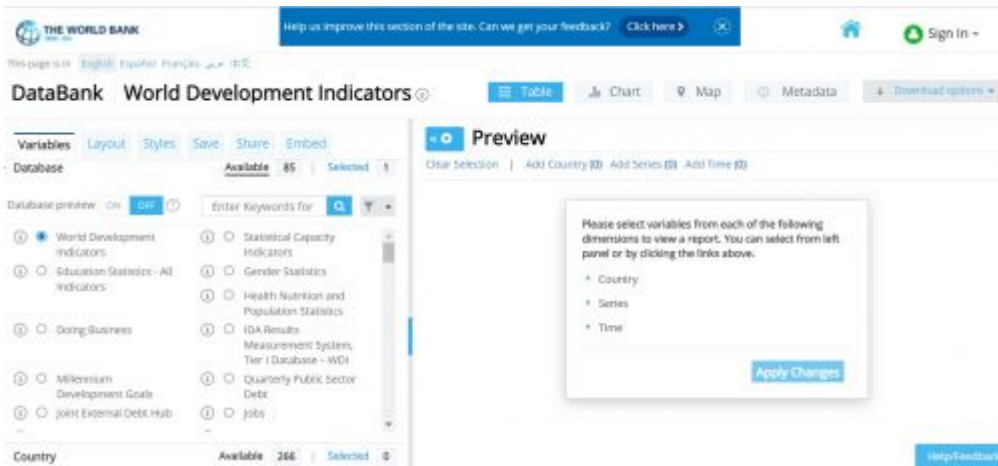 THE WORLD BANK
Help us improve this section of the site. Can we get your feedback? Click here >
Sign In
This page is in English Español Français عربي 中文
DataBank World Development Indicators
Table Chart Map Metadata Download options
Variables Layout Styles Save Share Embed
Database Available 85 | Selected 1
Database preview ON OFF
Enter Keywords for
World Development Indicators
Statistical Capacity Indicators
Education Statistics - All Indicators
Gender Statistics
Health Nutrition and Population Statistics
Doing Business
IDA Results Measurement System, Tier I Database - WDI
Millennium Development Goals
Quarterly Public Sector Debt
Joint External Debt Hub
Jobs
Country Available 266 | Selected 0
Preview
Clear Selection | Add Country (0) Add Series (0) Add Time (0)
Please select variables from each of the following
dimensions to view a report. You can select from left
panel or by clicking the links above.
Country
Series
Time
Apply Changes
Help/Feedback